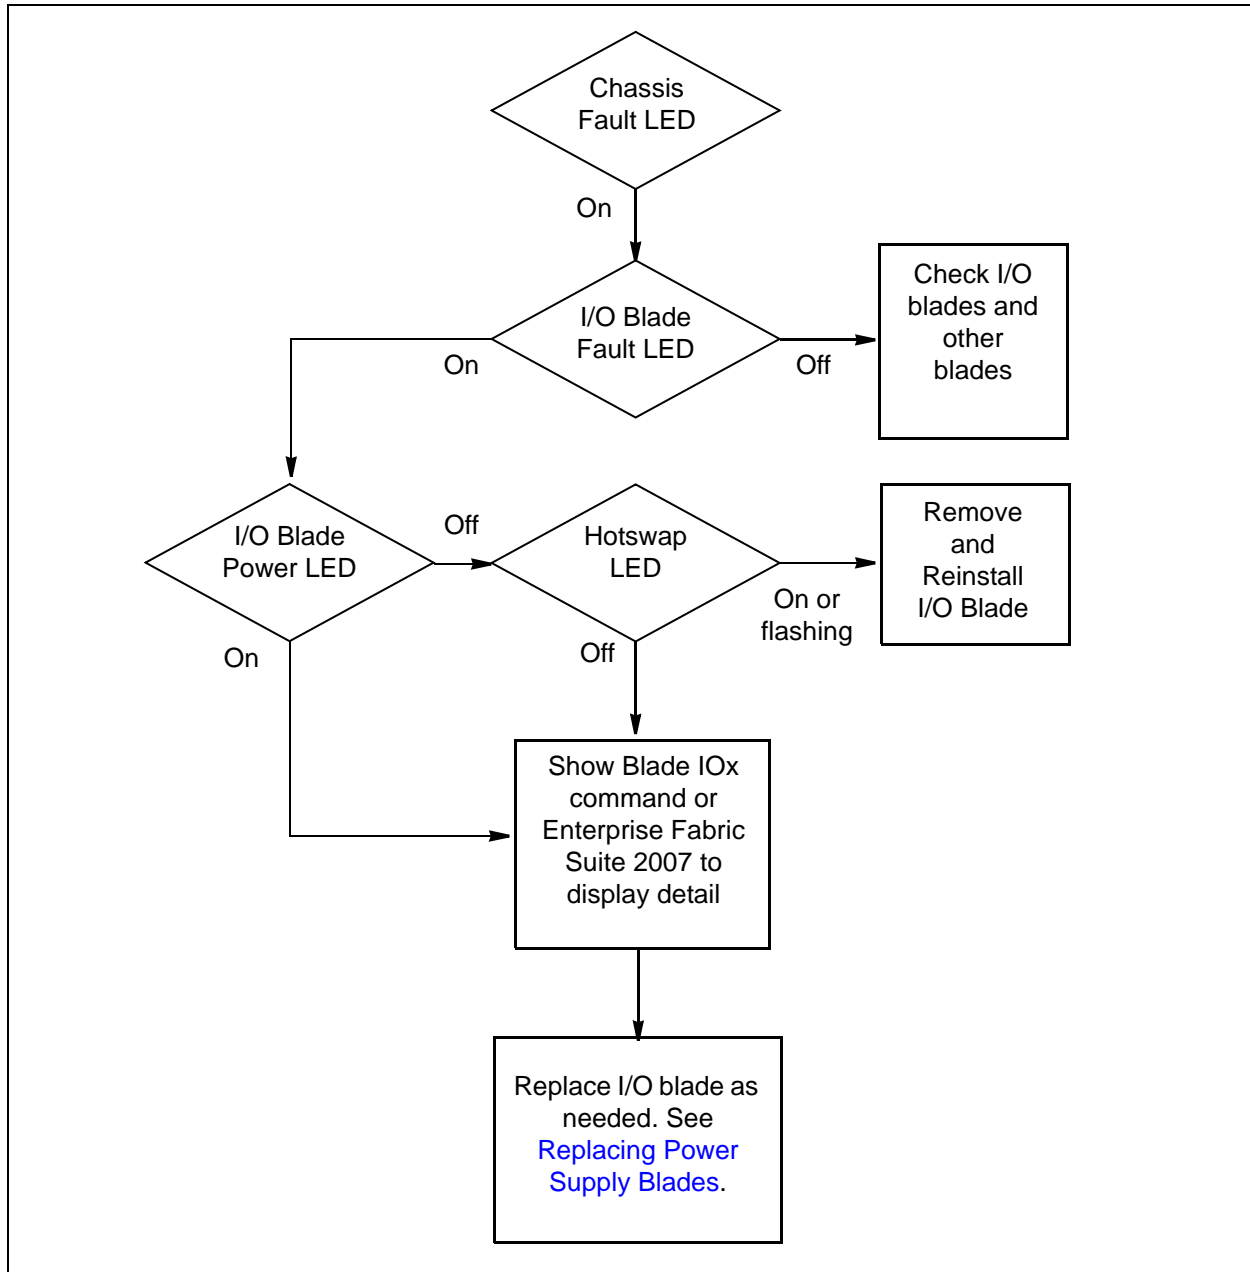 Chassis
Fault LED
On
I/O Blade
Fault LED
On
Off
Check I/O
blades and
other
blades
I/O Blade
Power LED
Off
Hotswap
LED
On or
flashing
Remove
and
Reinstall
I/O Blade
On
Off
Show Blade IOx
command or
Enterprise Fabric
Suite 2007 to
display detail
Replace I/O blade as
needed. See
Replacing Power
Supply Blades.